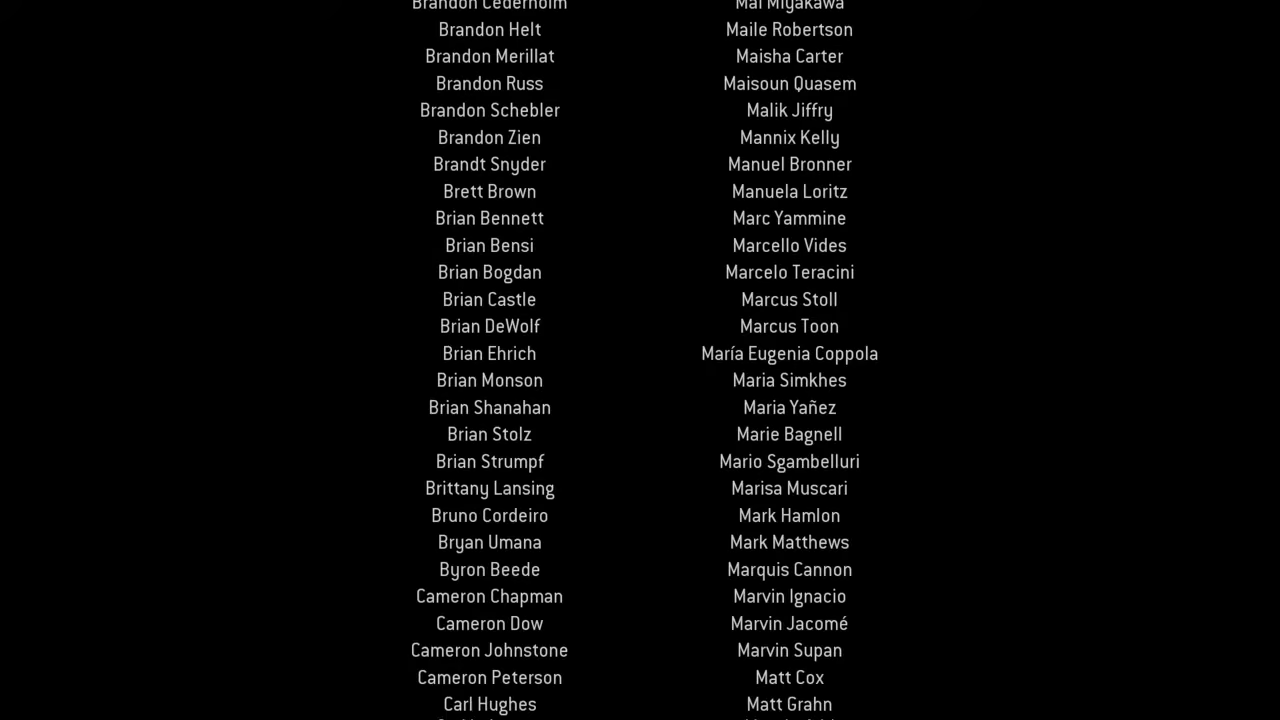 Brandon Cederholm
Brandon Helt
Brandon Merillat
Brandon Russ
Brandon Schebler
Brandon Zien
Brandt Snyder
Brett Brown
Brian Bennett
Brian Bensi
Brian Bogdan
Brian Castle
Brian DeWolf
Brian Ehrich
Brian Monson
Brian Shanahan
Brian Stolz
Brian Strumpf
Brittany Lansing
Bruno Cordeiro
Bryan Umana
Byron Beede
Cameron Chapman
Cameron Dow
Cameron Johnstone
Cameron Peterson
Carl Hughes
Mai Miyakawa
Maile Robertson
Maisha Carter
Maisoun Quasem
Malik Jiffry
Mannix Kelly
Manuel Bronner
Manuela Loritz
Marc Yammine
Marcello Vides
Marcelo Teracini
Marcus Stoll
Marcus Toon
María Eugenia Coppola
Maria Simkhes
Maria Yañez
Marie Bagnell
Mario Sgambelluri
Marisa Muscari
Mark Hamlon
Mark Matthews
Marquis Cannon
Marvin Ignacio
Marvin Jacomé
Marvin Supan
Matt Cox
Matt Grahn